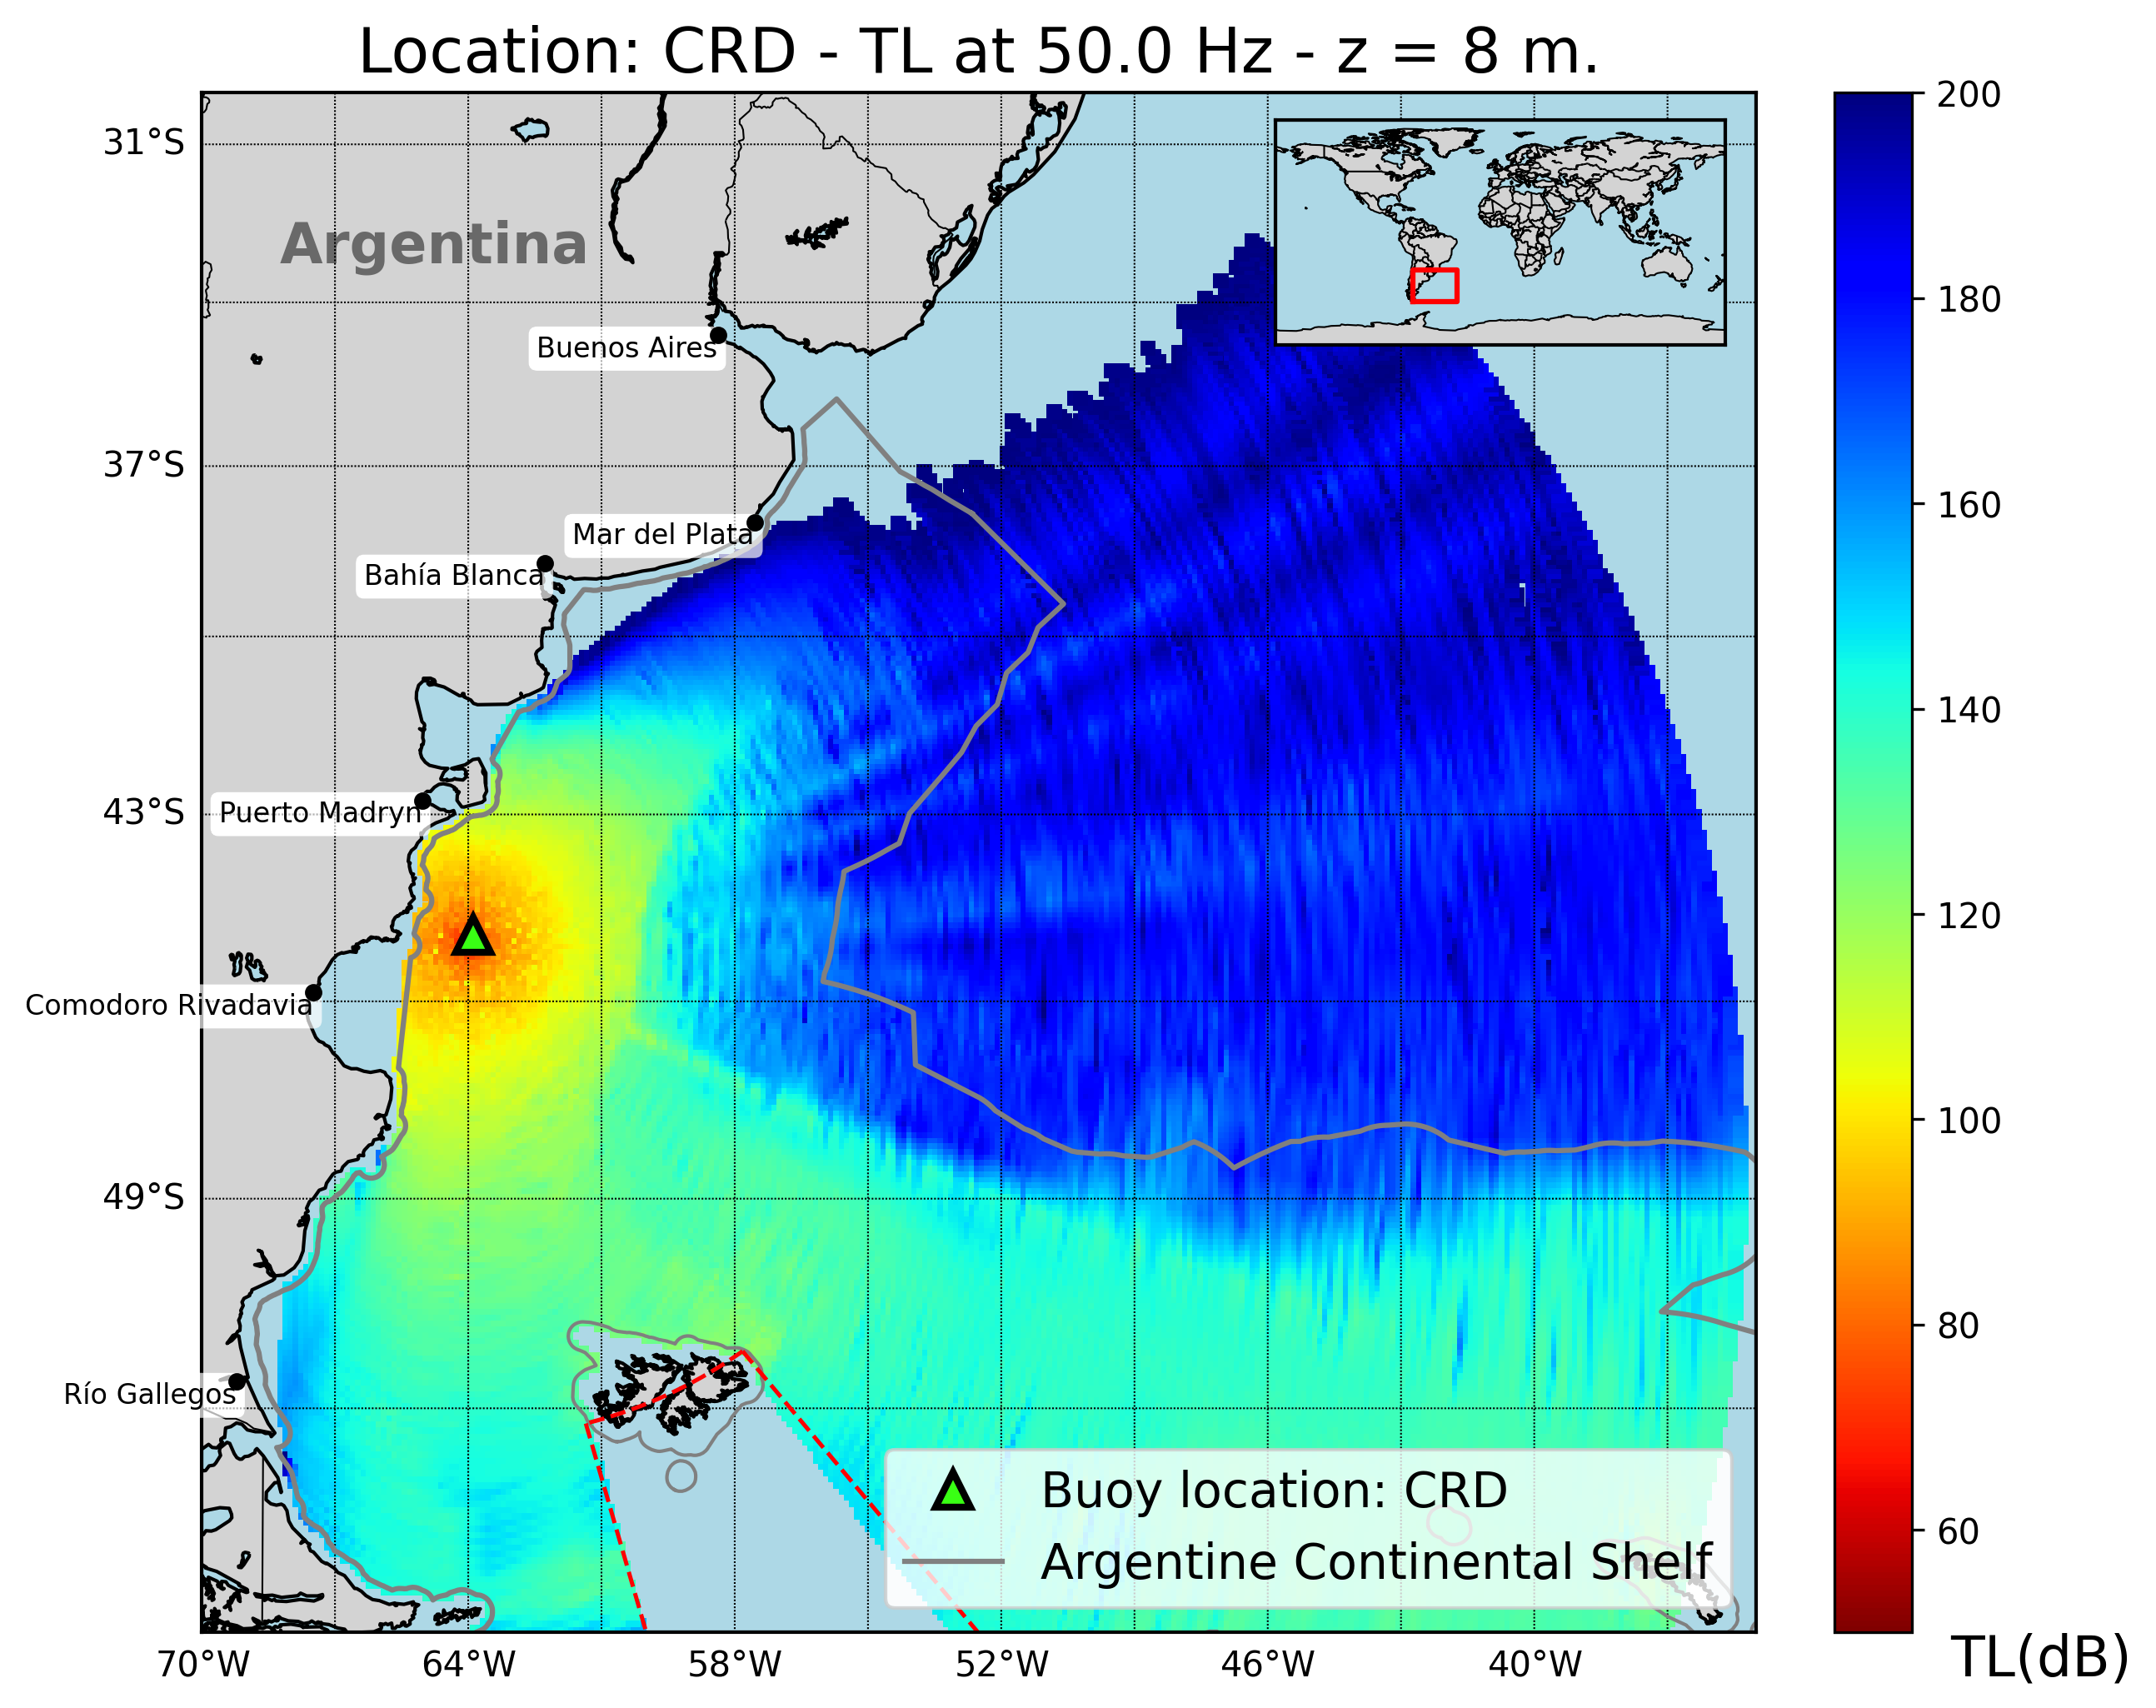 Location: CRD - TL at 50.0 Hz - z = 8 m.
31°S
37°S
43°S
49°S
Argentina
Buenos Aires
Mar del Plata
Bahía Blanca
Puerto Madryn
Comodoro Rivadavia
Río Gallegos
Buoy location: CRD
Argentine Continental Shelf
70°W
64°W
58°W
52°W
46°W
40°W
200
180
160
140
120
100
80
60
TL(dB)